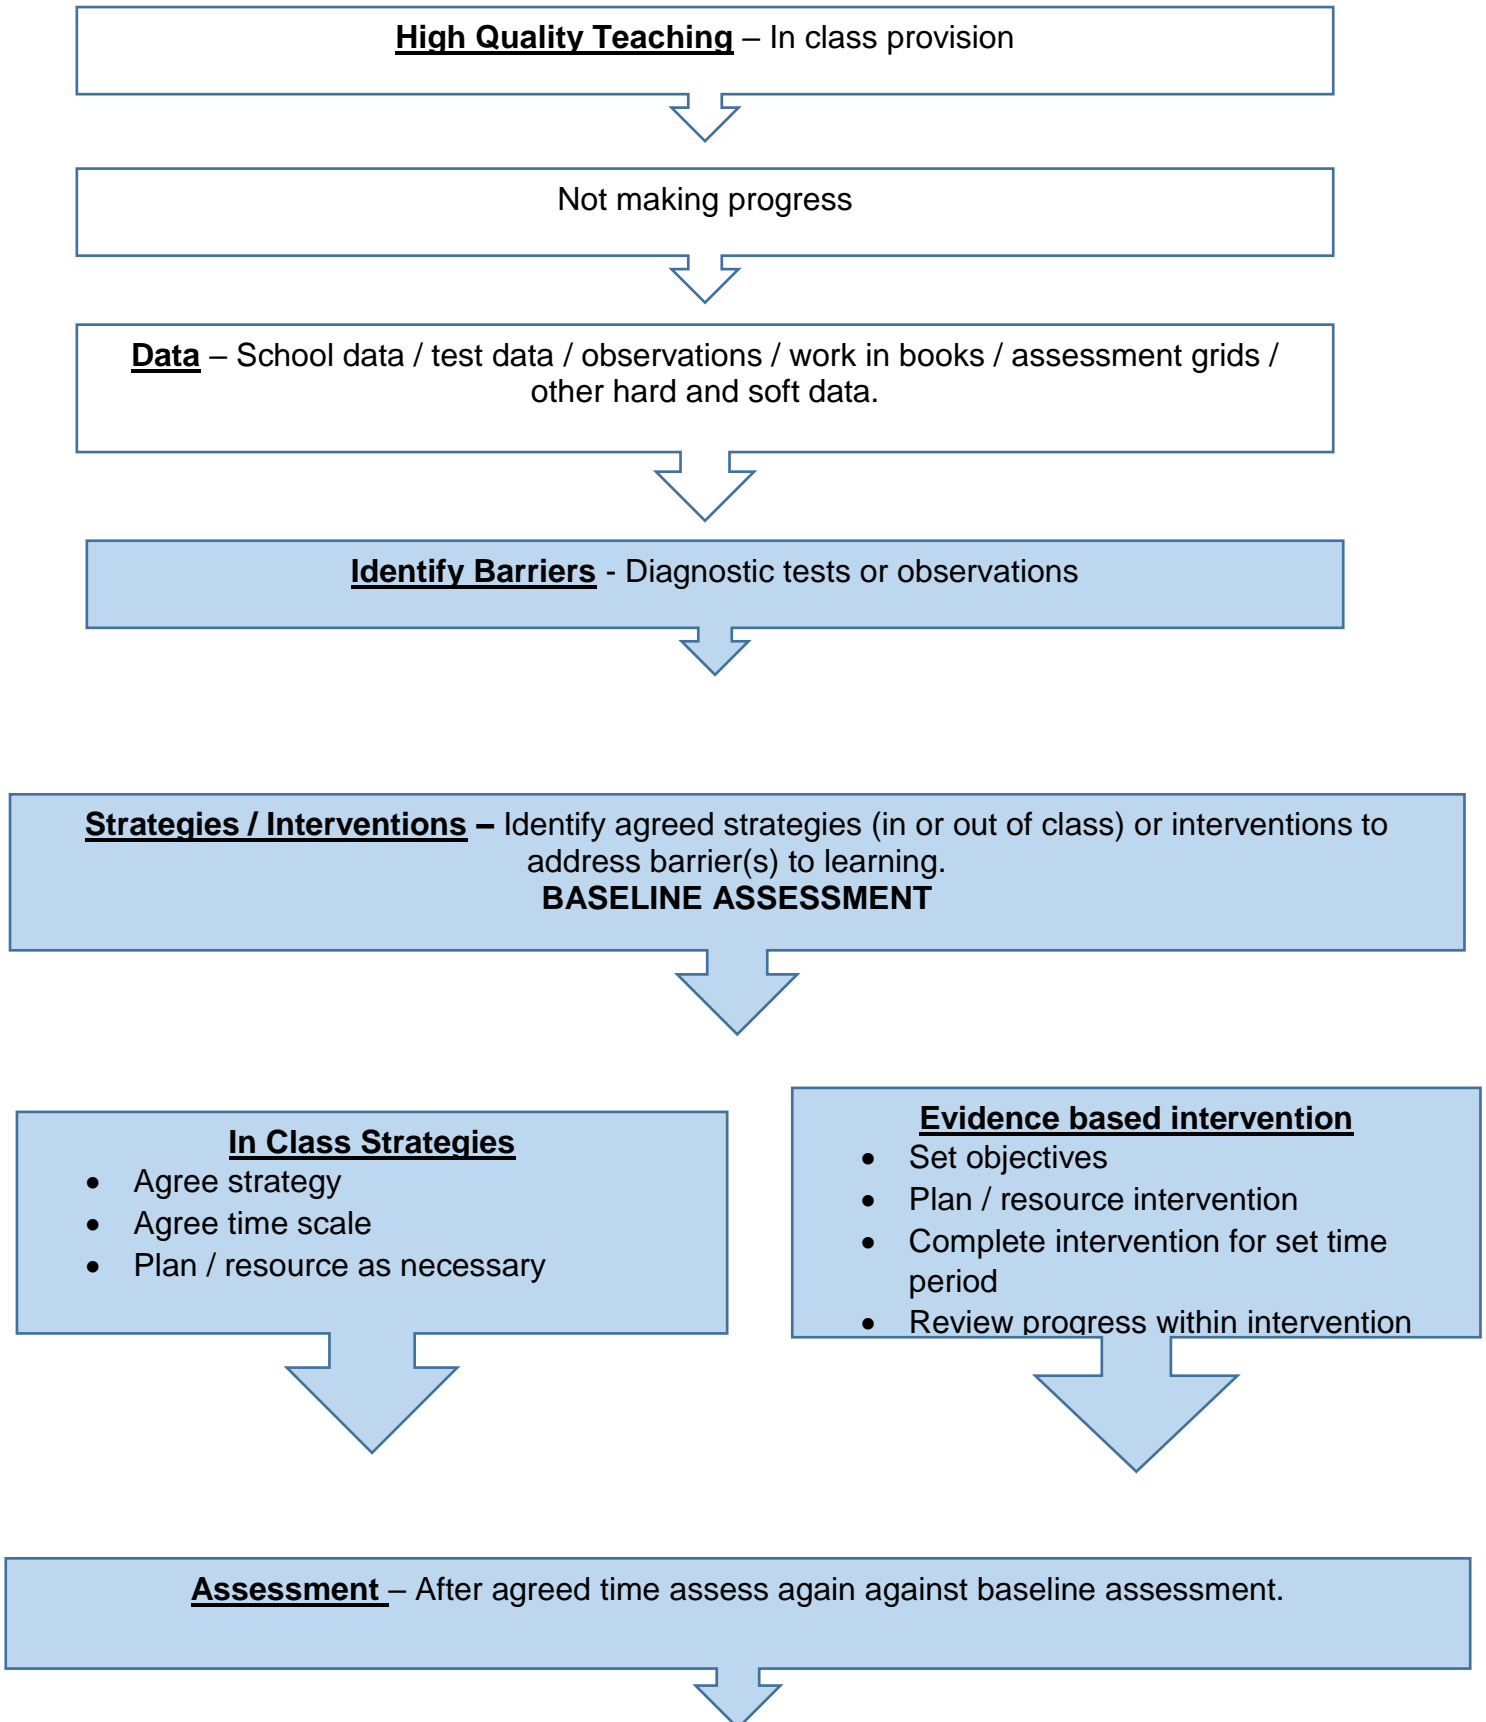 High Quality Teaching – In class provision
Not making progress
Data – School data / test data / observations / work in books / assessment grids /
other hard and soft data.
Identify Barriers - Diagnostic tests or observations
Strategies / Interventions – Identify agreed strategies (in or out of class) or interventions to
address barrier(s) to learning.
BASELINE ASSESSMENT
In Class Strategies
• Agree strategy
• Agree time scale
• Plan / resource as necessary
Evidence based intervention
• Set objectives
• Plan / resource intervention
• Complete intervention for set time
period
• Review progress within intervention
Assessment – After agreed time assess again against baseline assessment.